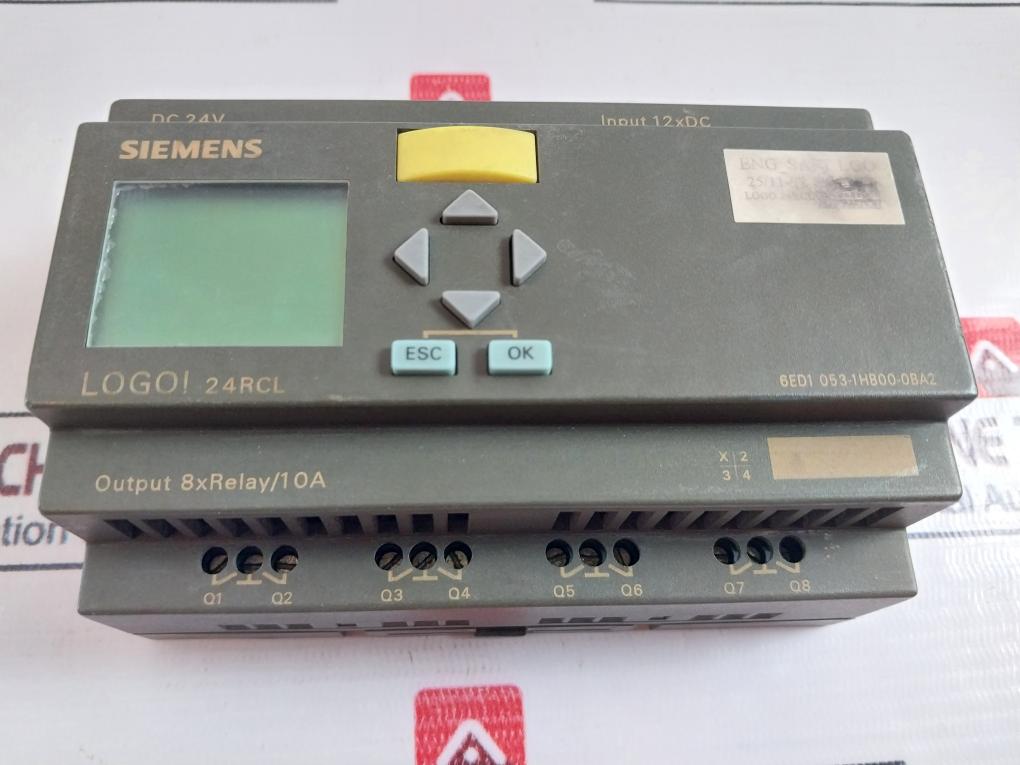 DC 24V
Input 12xDC
SIEMENS
ESC
OK
LOGO! 24RCL
6ED1 053-1HB00-0BA2
Output 8xRelay/10A
X 2
3 4
Q1 Q2 Q3 Q4 Q5 Q6 Q7 Q8